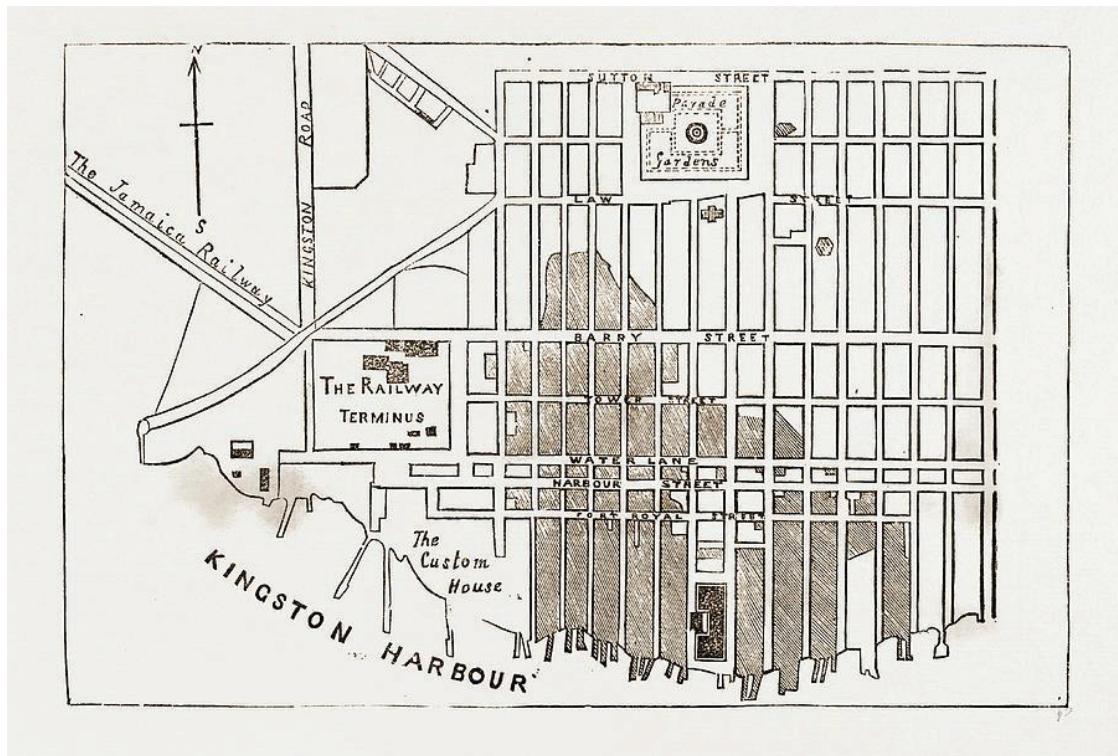 N
S
KINGSTON ROAD
The Jamaica Railway
SUTTON STREET
Parade
Gardens
LAW STREET
BARRY STREET
THE RAILWAY
TERMINUS
TOWER STREET
WATER LANE
HARBOUR STREET
PORT ROYAL STREET
The
Custom
House
KINGSTON HARBOUR